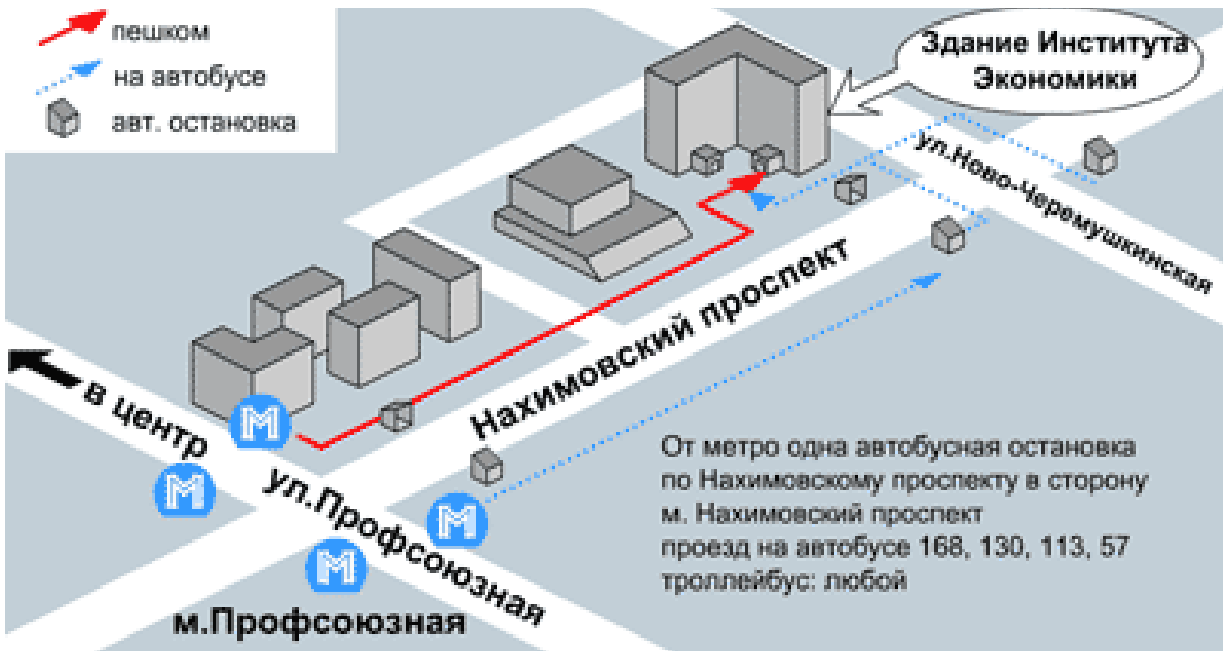 пешком
на автобусе
авт. остановка
Здание Института
Экономики
ул.Ново-Черемушкинская
Нахимовский проспект
в центр
М
М
ул.Профсоюзная
М
М
м.Профсоюзная
От метро одна автобусная остановка
по Нахимовскому проспекту в сторону
м. Нахимовский проспект
проезд на автобусе 168, 130, 113, 57
троллейбус: любой